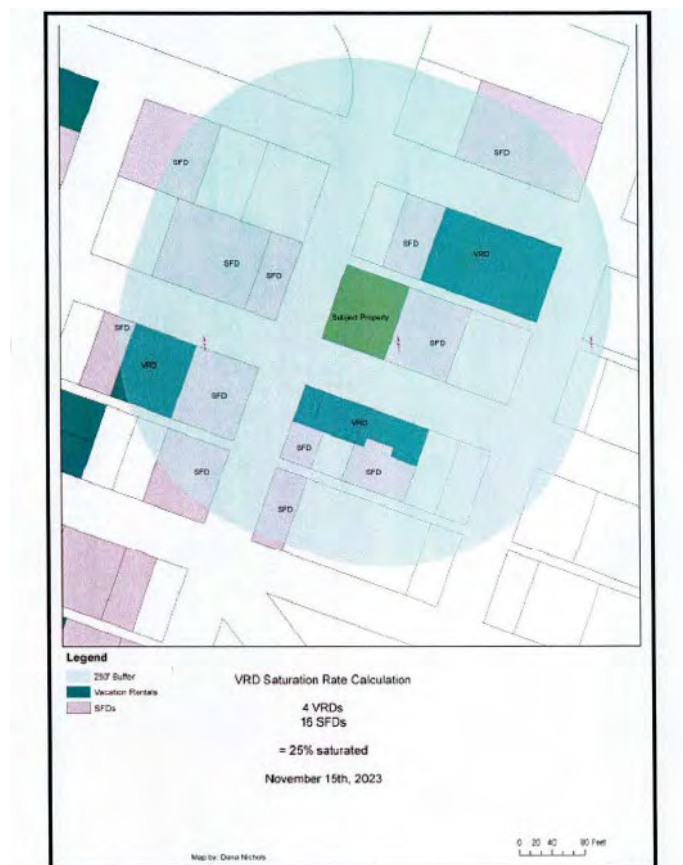 SFD
SFD
SFD
VRD
SFD
SFD
Subject Property
SFD
SFD
VRD
SFD
VRD
SFD
SFD
SFD
SFD
Legend
250' Buffer
Vacation Rentals
SFDs
VRD Saturation Rate Calculation
4 VRDs
16 SFDs
= 25% saturated
November 15th, 2023
0 20 40 80 Feet
Map by: Dana Nichols